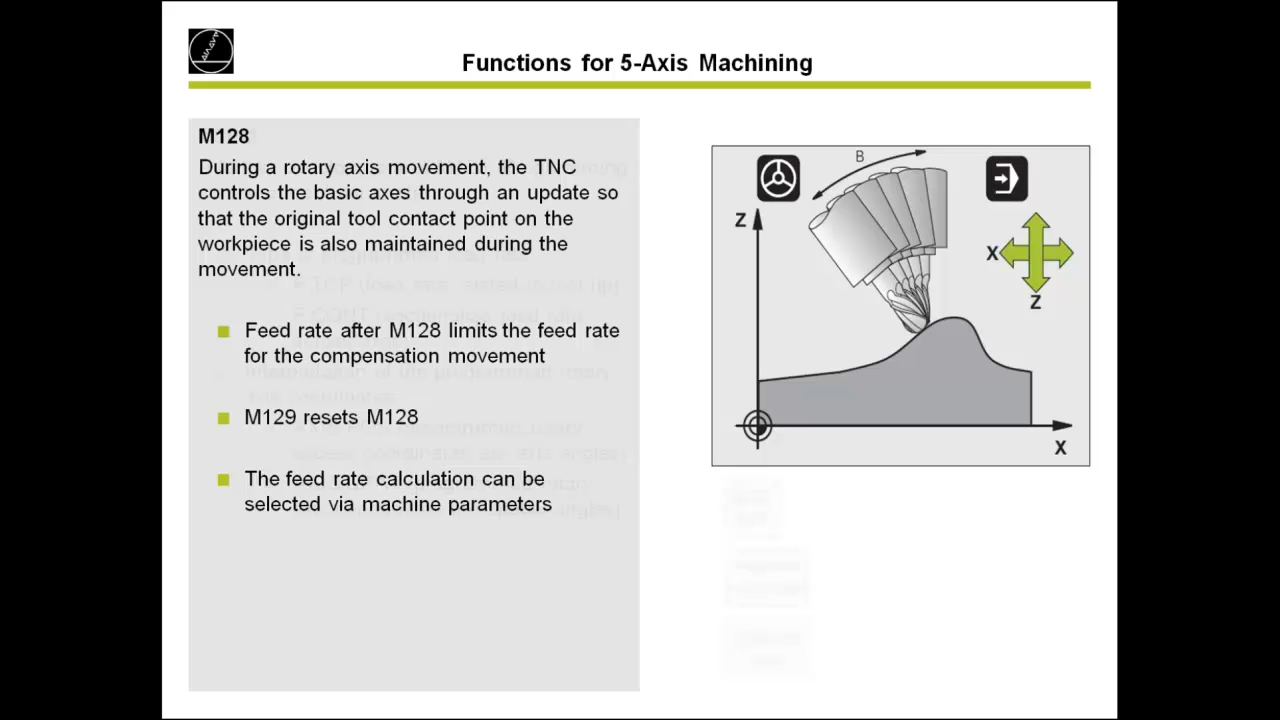 Functions for 5-Axis Machining
M128
During a rotary axis movement, the TNC
controls the basic axes through an update so
that the original tool contact point on the
workpiece is also maintained during the
movement.
Feed rate after M128 limits the feed rate
for the compensation movement
M129 resets M128
The feed rate calculation can be
selected via machine parameters
B
Z
X
Z
X